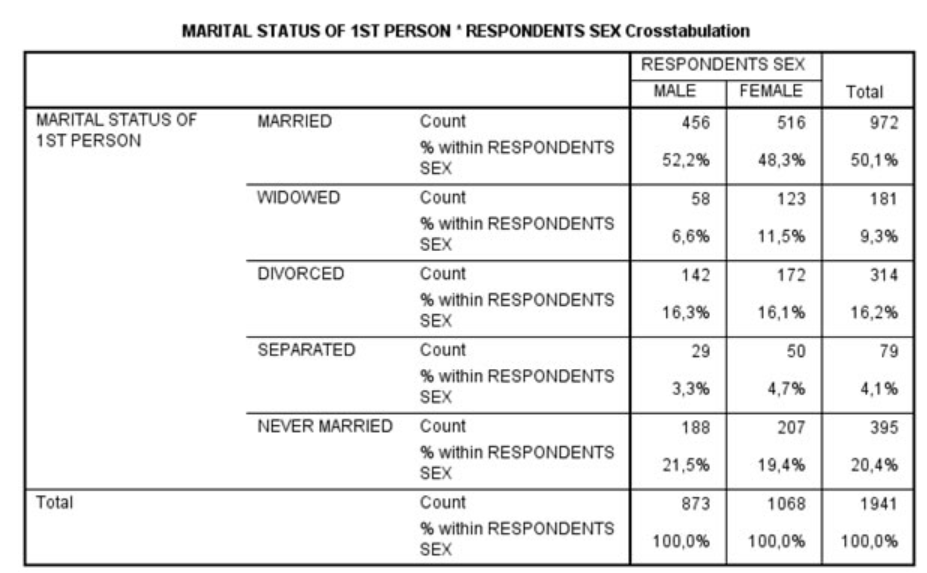 MARITAL STATUS OF 1ST PERSON * RESPONDENTS SEX Crosstabulation
RESPONDENTS SEX
MALE FEMALE Total
MARITAL STATUS OF MARRIED Count 456 516 972
1ST PERSON
% within RESPONDENTS
SEX 52,2% 48,3% 50,1%
WIDOWED Count 58 123 181
% within RESPONDENTS
SEX 6,6% 11,5% 9,3%
DIVORCED Count 142 172 314
% within RESPONDENTS
SEX 16,3% 16,1% 16,2%
SEPARATED Count 29 50 79
% within RESPONDENTS
SEX 3,3% 4,7% 4,1%
NEVER MARRIED Count 188 207 395
% within RESPONDENTS
SEX 21,5% 19,4% 20,4%
Total Count 873 1068 1941
% within RESPONDENTS
SEX 100,0% 100,0% 100,0%